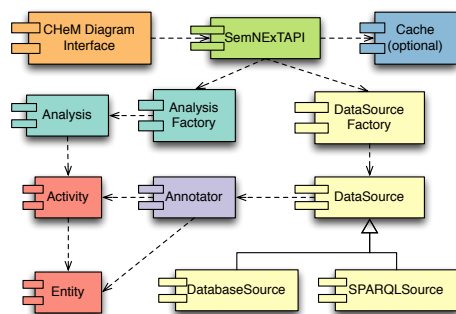 CHeM Diagram
Interface
SemNExTAPI
Cache
(optional)
Analysis
Analysis
Factory
DataSource
Factory
Activity
Annotator
DataSource
Entity
DatabaseSource
SPARQLSource